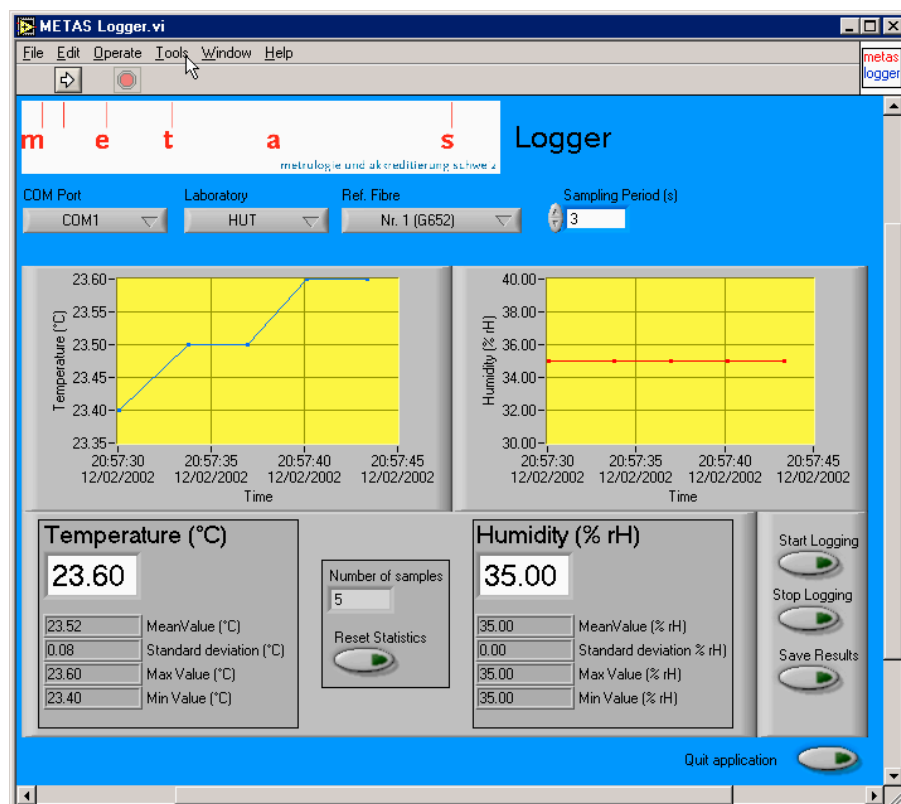 METAS Logger.vi
File Edit Operate Tools Window Help
metas
logger
m e t a s
metrologie und akkreditierung schweiz
Logger
COM Port Laboratory Ref. Fibre Sampling Period (s)
COM1 HUT Nr. 1 (G652) 3
23.60
23.55
23.50
23.45
23.40
23.35
Temperature (°C)
20:57:30 20:57:35 20:57:40 20:57:45
12/02/2002 12/02/2002 12/02/2002 12/02/2002
Time
40.00
38.00
36.00
34.00
32.00
30.00
Humidity (% rH)
20:57:30 20:57:35 20:57:40 20:57:45
12/02/2002 12/02/2002 12/02/2002 12/02/2002
Time
Temperature (°C)
23.60
23.52 MeanValue (°C)
0.08 Standard deviation (°C)
23.60 Max Value (°C)
23.40 Min Value (°C)
Number of samples
5
Reset Statistics
Humidity (% rH)
35.00
35.00 MeanValue (% rH)
0.00 Standard deviation % rH)
35.00 Max Value (% rH)
35.00 Min Value (% rH)
Start Logging
Stop Logging
Save Results
Quit application